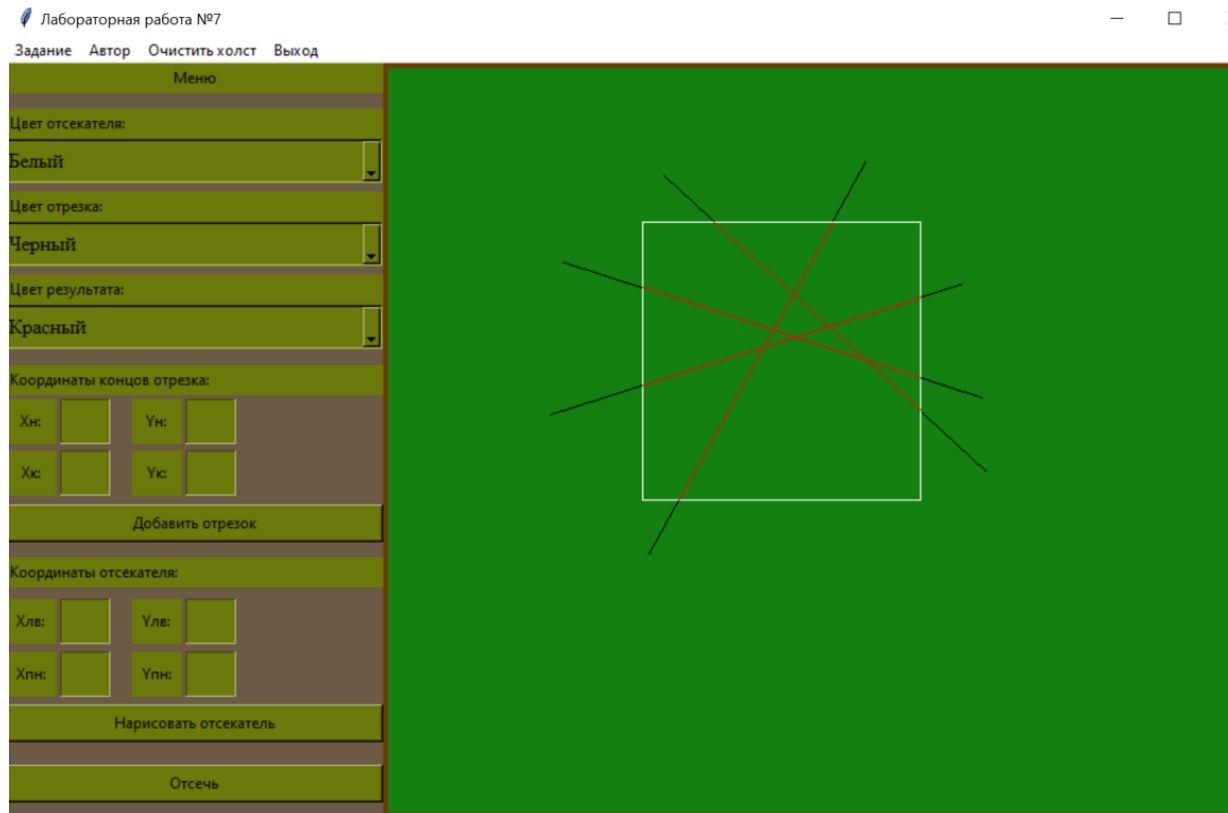 Лабораторная работа №7
Задание Автор Очистить холст Выход
Меню
Цвет отсекателя:
Белый
Цвет отрезка:
Черный
Цвет результата:
Красный
Координаты концов отрезка:
Xн: Yн:
Xк: Yк:
Добавить отрезок
Координаты отсекателя:
Xлв: Yлв:
Xпн: Yпн:
Нарисовать отсекатель
Отсечь